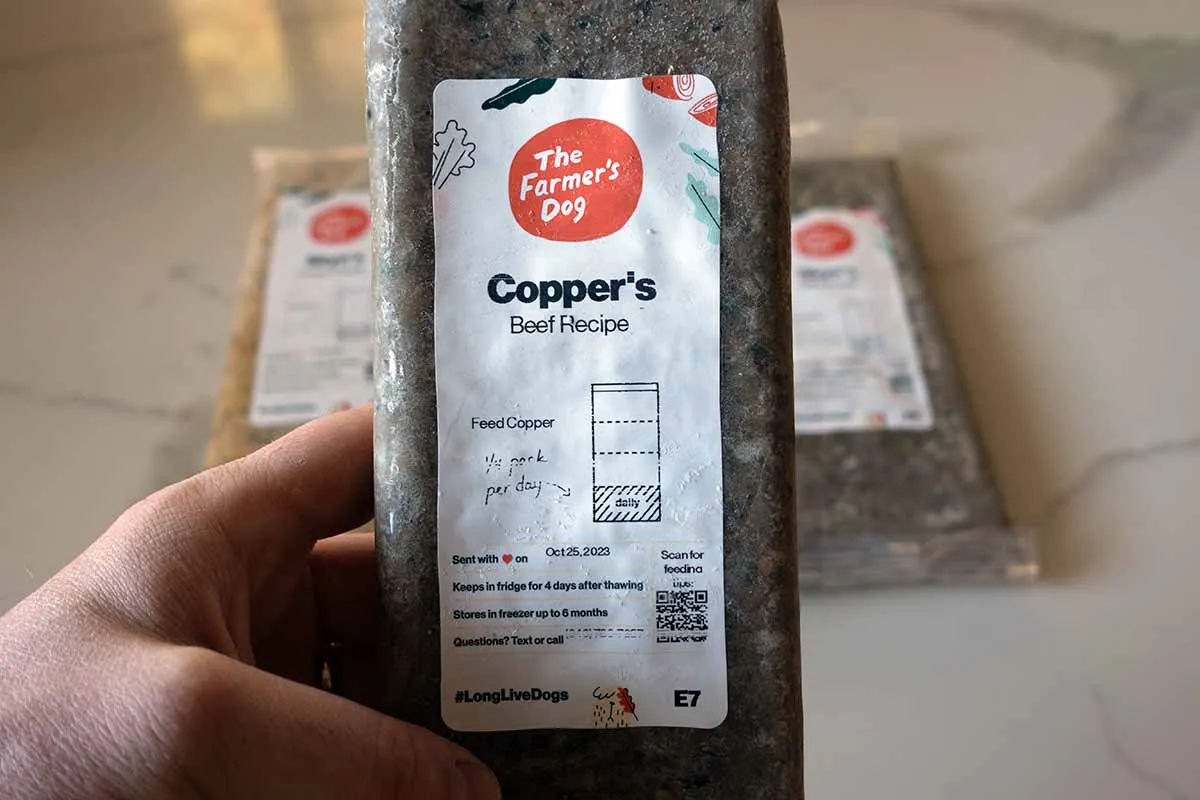 The
Farmer's
Dog
Copper's
Beef Recipe
Feed Copper
1/4 pack
per day
daily
Sent with ❤ on Oct 25, 2023
Scan for
feeding
tips:
Keeps in fridge for 4 days after thawing
Stores in freezer up to 6 months
Questions? Text or call
#LongLiveDogs
E7